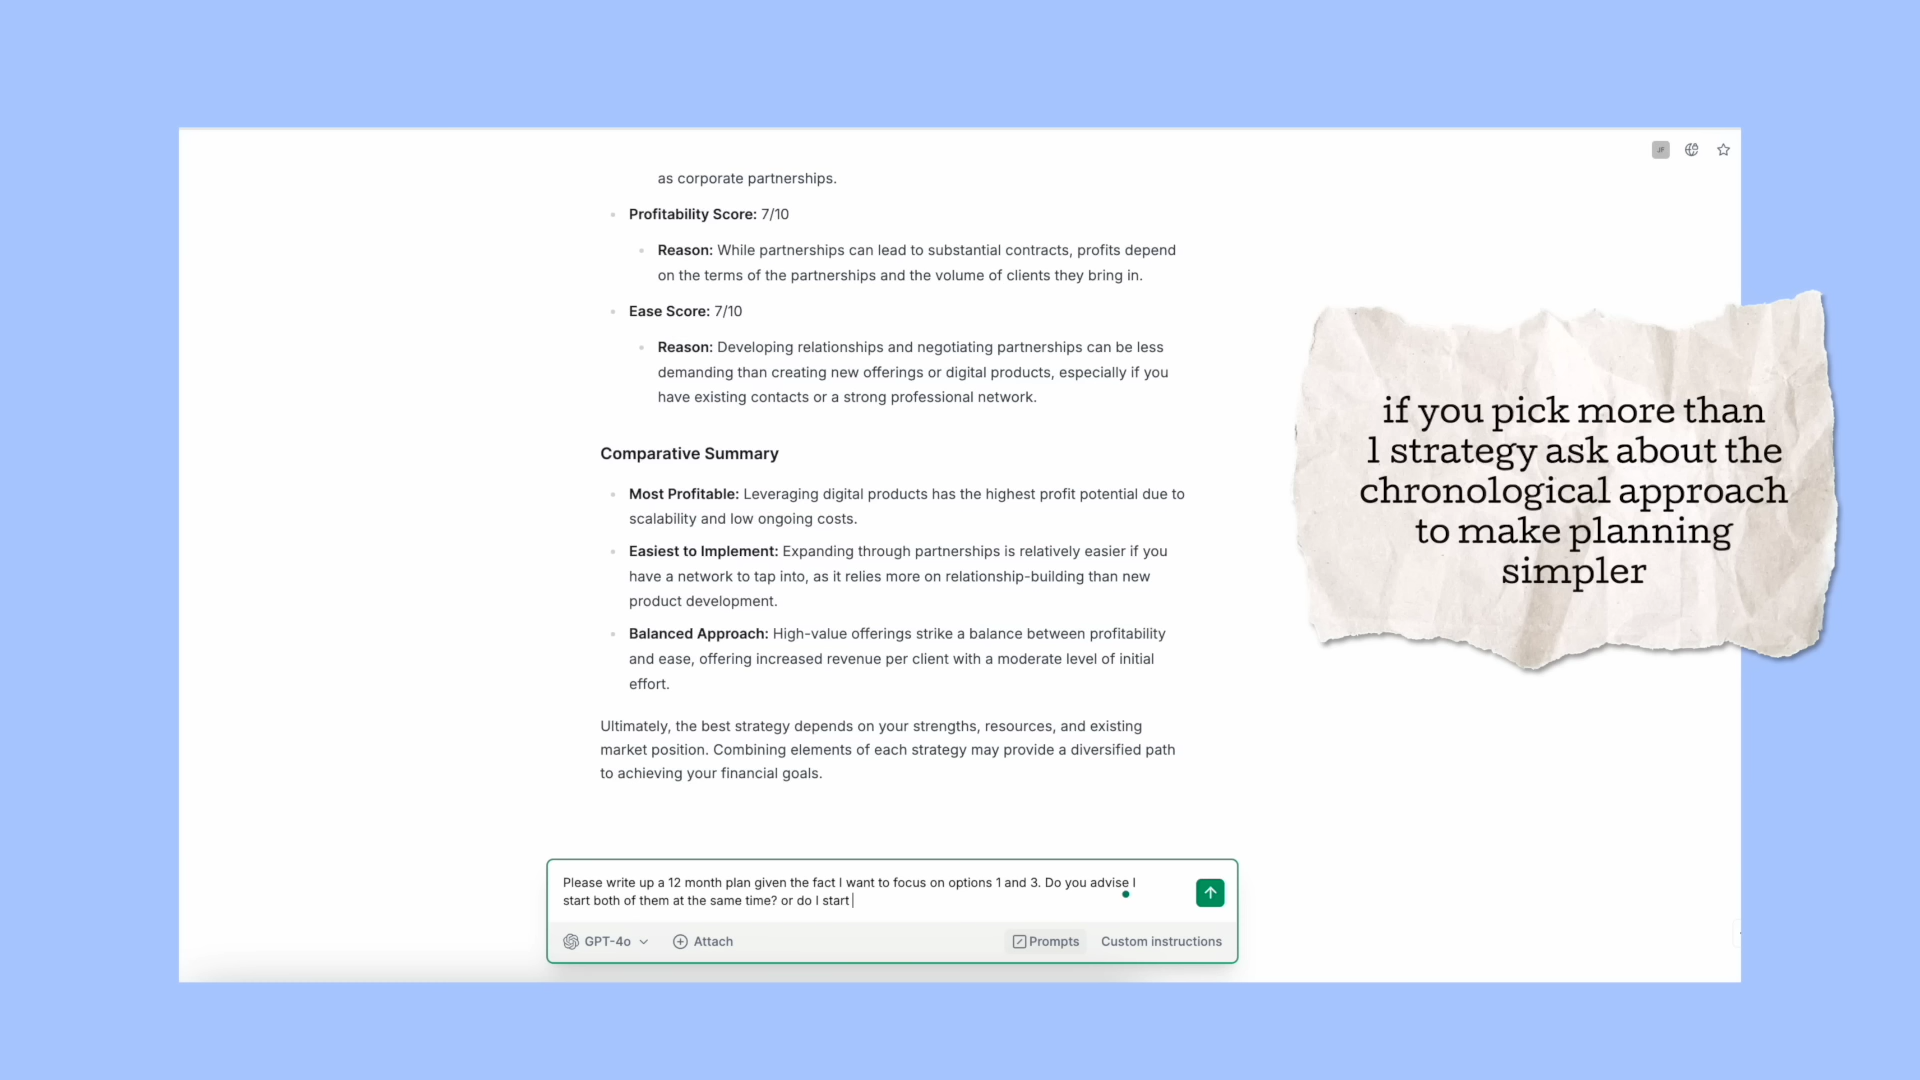 as corporate partnerships.
Profitability Score: 7/10
Reason: While partnerships can lead to substantial contracts, profits depend
on the terms of the partnerships and the volume of clients they bring in.
Ease Score: 7/10
Reason: Developing relationships and negotiating partnerships can be less
demanding than creating new offerings or digital products, especially if you
have existing contacts or a strong professional network.
Comparative Summary
Most Profitable: Leveraging digital products has the highest profit potential due to
scalability and low ongoing costs.
Easiest to Implement: Expanding through partnerships is relatively easier if you
have a network to tap into, as it relies more on relationship-building than new
product development.
Balanced Approach: High-value offerings strike a balance between profitability
and ease, offering increased revenue per client with a moderate level of initial
effort.
Ultimately, the best strategy depends on your strengths, resources, and existing
market position. Combining elements of each strategy may provide a diversified path
to achieving your financial goals.
Please write up a 12 month plan given the fact I want to focus on options 1 and 3. Do you advise I
start both of them at the same time? or do I start
GPT-4o
Attach
Prompts
Custom instructions
if you pick more than
1 strategy ask about the
chronological approach
to make planning
simpler